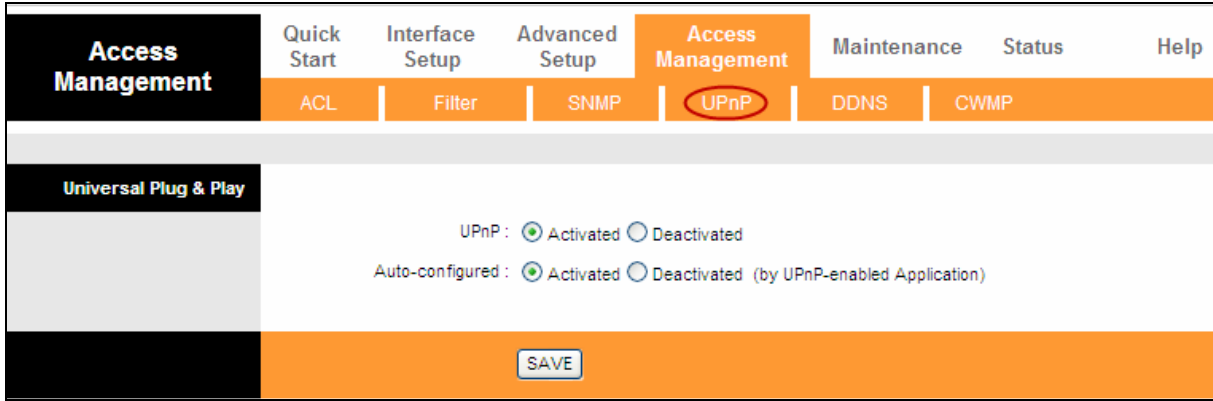 Access Management
Quick Start
Interface Setup
Advanced Setup
Access Management
Maintenance
Status
Help
ACL
Filter
SNMP
UPnP
DDNS
CWMP
Universal Plug & Play
UPnP : Activated Deactivated
Auto-configured : Activated Deactivated (by UPnP-enabled Application)
SAVE